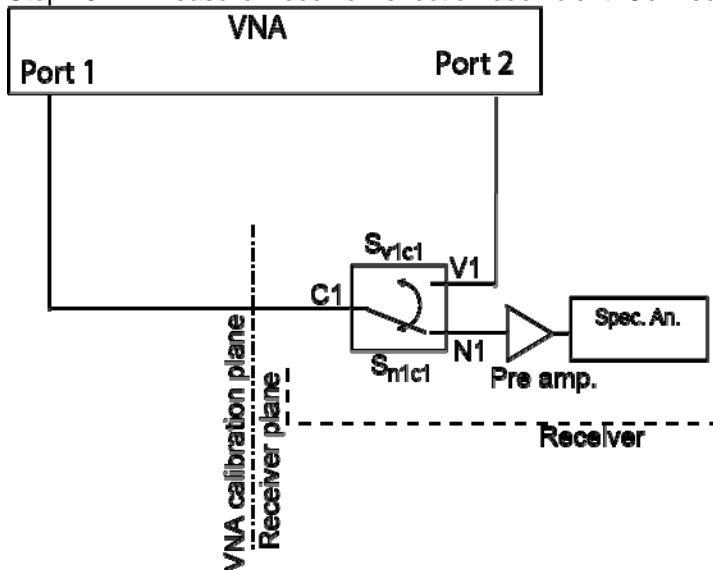 VNA
Port 1
Port 2
Sv1c1
V1
C1
Spec. An.
N1
Sn1c1
Pre amp.
Receiver
VNA calibration plane
Receiver plane